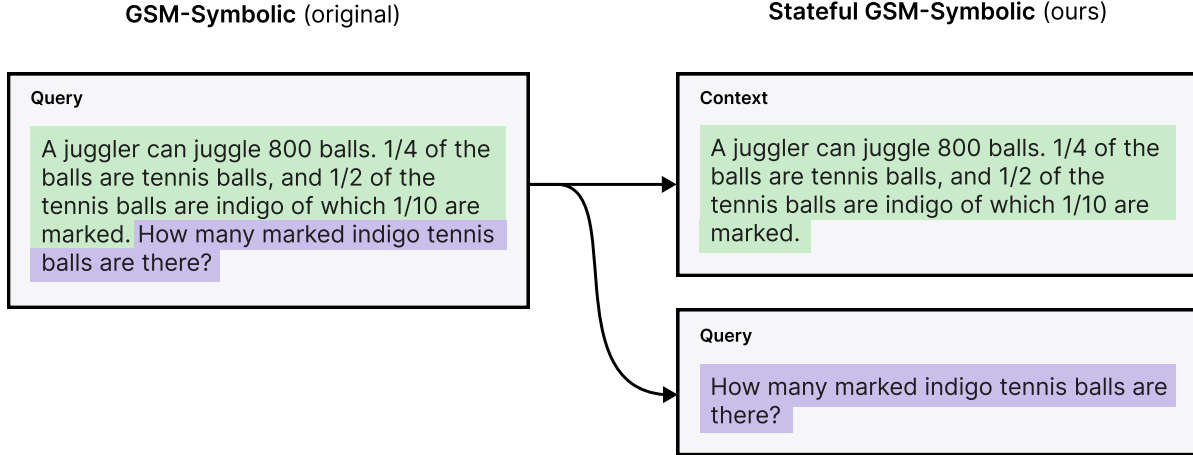 GSM-Symbolic (original)
Query
A juggler can juggle 800 balls. 1/4 of the
balls are tennis balls, and 1/2 of the
tennis balls are indigo of which 1/10 are
marked. How many marked indigo tennis
balls are there?
Stateful GSM-Symbolic (ours)
Context
A juggler can juggle 800 balls. 1/4 of the
balls are tennis balls, and 1/2 of the
tennis balls are indigo of which 1/10 are
marked.
Query
How many marked indigo tennis balls are
there?